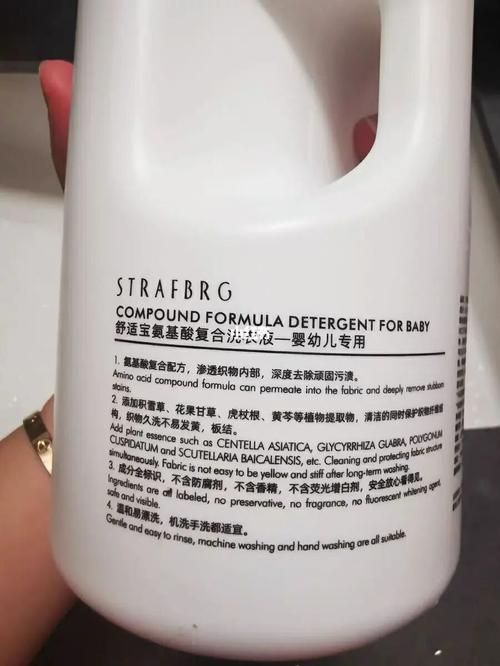 STRAFBRG
COMPOUND FORMULA DETERGENT FOR BABY
舒适宝氨基酸复合洗衣液—婴幼儿专用
1. 氨基酸复合配方，渗透织物内部，深度去除顽固污渍。
Amino acid compound formula can permeate into the fabric and deeply remove stubborn
stains.
2. 添加积雪草、花果甘草、虎杖根、黄芩等植物提取物，清洁的同时保护织物纤维结
构，织物久洗不易发黄，板结。
Add plant essence such as CENTELLA ASIATICA, GLYCYRRHIZA GLABRA, POLYGONUM
CUSPIDATUM and SCUTELLARIA BAICALENSIS, etc. Cleaning and protecting fabric structure
simultaneously. Fabric is not easy to be yellow and stiff after long-term washing.
3. 成分全标识，不含防腐剂，不含香精，不含荧光增白剂，安全放心看得见。
Ingredients are all labeled, no preservative, no fragrance, no fluorescent whitening agent,
safe and visible.
4. 温和易漂洗，机洗手洗都适宜。
Gentle and easy to rinse, machine washing and hand washing are all suitable.